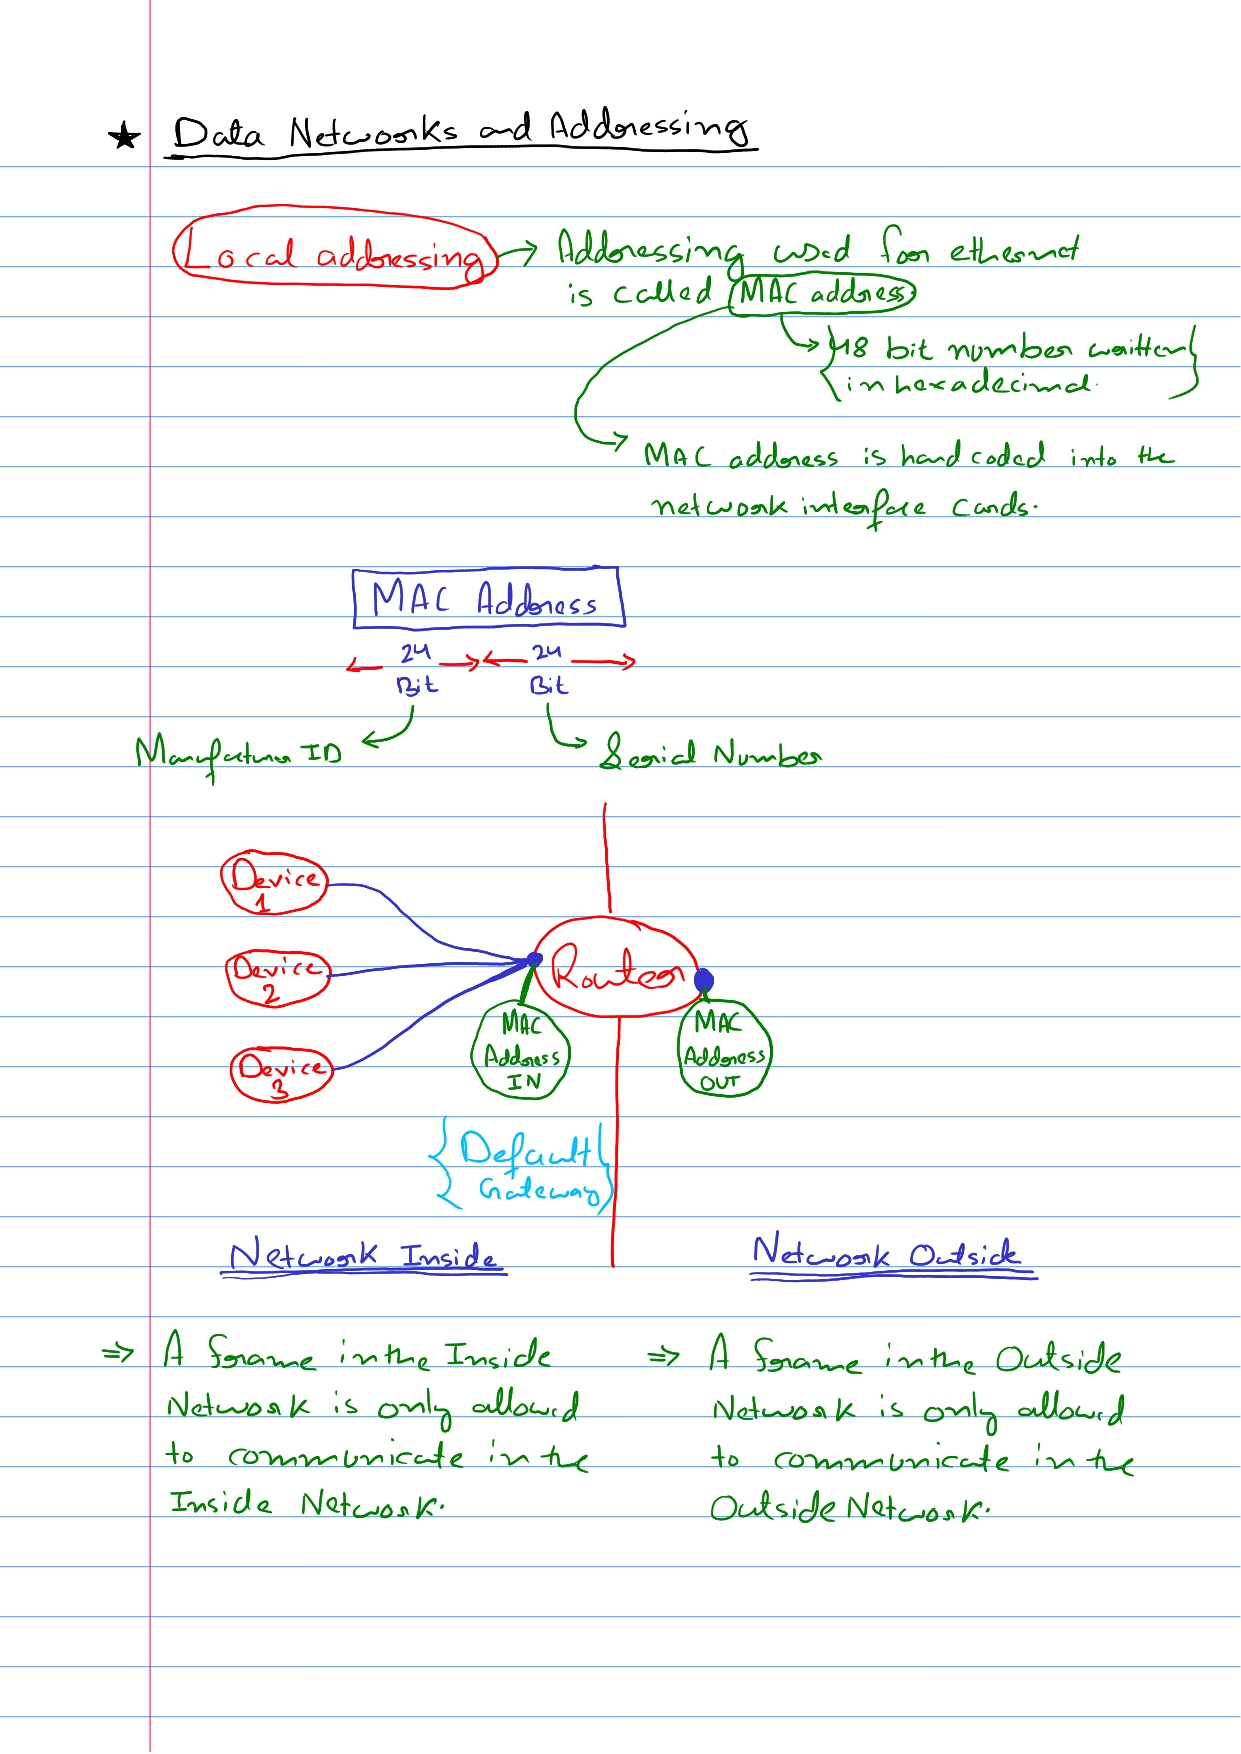 ★ Data Networks and Addressing
Local addressing → Addressing used for ethernet
is called MAC address
→ {48 bit number written
in hexadecimal.}
→ MAC address is hard coded into the
network interface cards.
MAC Address
24 Bit
24 Bit
Manufacturer ID
Serial Number
Device 1
Device 2
Device 3
Router
MAC
Address
IN
MAC
Address
OUT
{Default
Gateway}
Network Inside
Network Outside
⇒ A frame in the Inside
Network is only allowed
to communicate in the
Inside Network.
⇒ A frame in the Outside
Network is only allowed
to communicate in the
Outside Network.